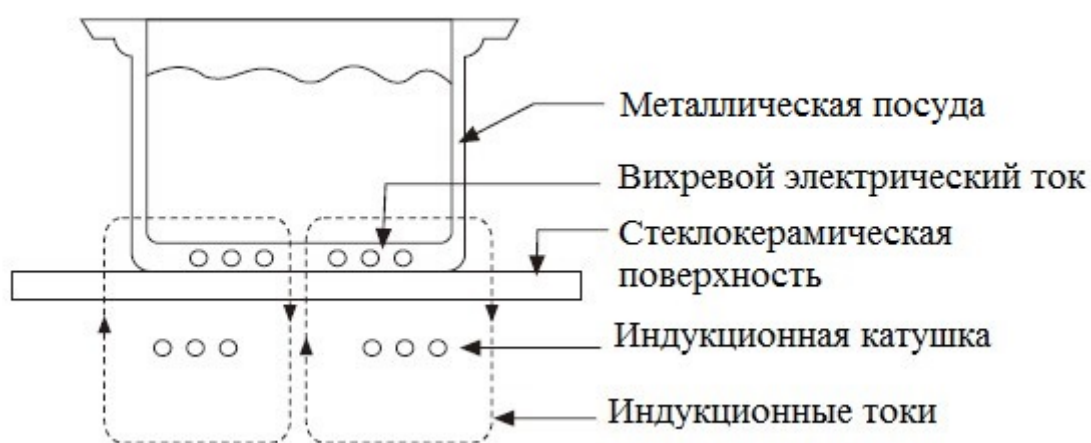 Металлическая посуда
Вихревой электрический ток
Стеклокерамическая
поверхность
Индукционная катушка
Индукционные токи